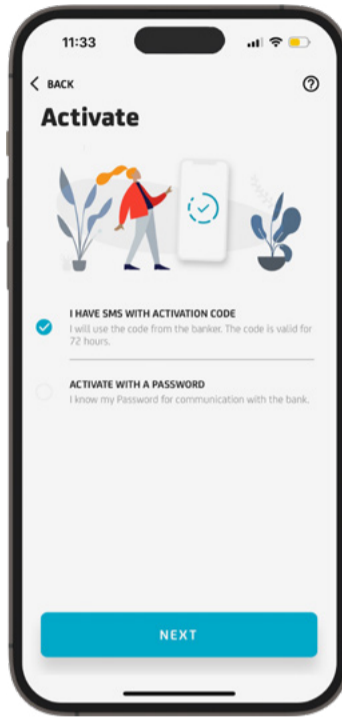 11:33
BACK
Activate
I HAVE SMS WITH ACTIVATION CODE
I will use the code from the banker. The code is valid for
72 hours.
ACTIVATE WITH A PASSWORD
I know my Password for communication with the bank.
NEXT